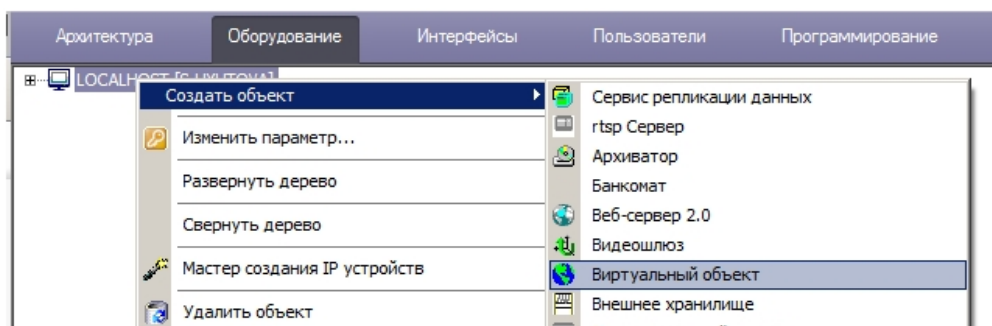 Архитектура Оборудование Интерфейсы Пользователи Программирование
LOCALHOST
Создать объект
Изменить параметр...
Развернуть дерево
Свернуть дерево
Мастер создания IP устройств
Удалить объект
Сервис репликации данных
rtsp Сервер
Архиватор
Банкомат
Веб-сервер 2.0
Видеошлюз
Виртуальный объект
Внешнее хранилище